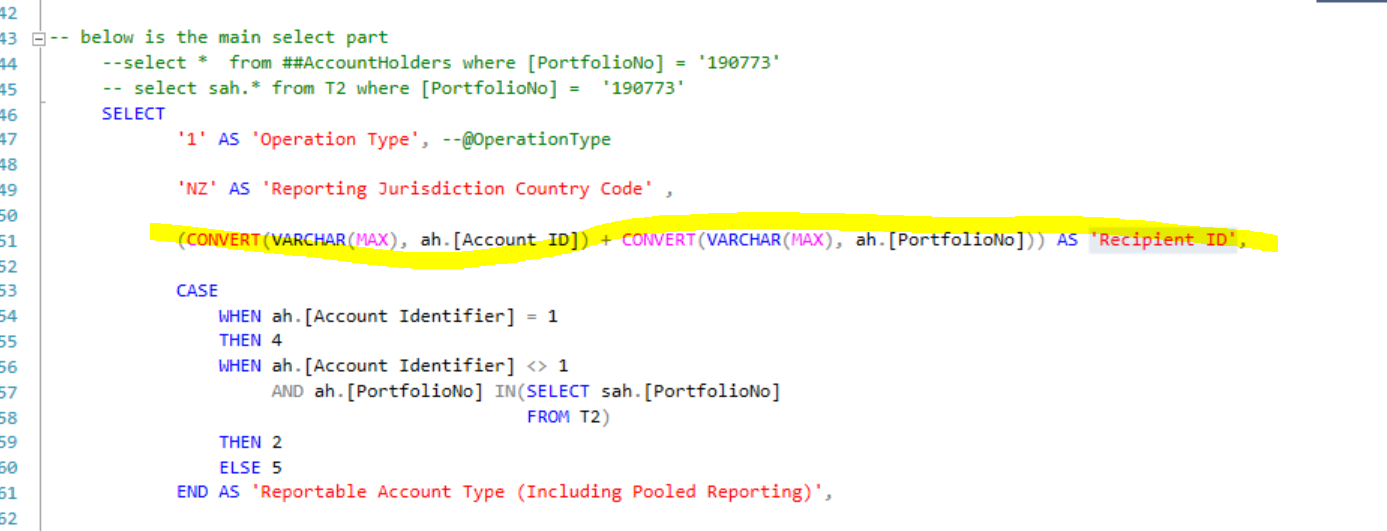 42
43 -- below is the main select part
44 --select *  from ##AccountHolders where [PortfolioNo] = '190773'
45 -- select sah.* from T2 where [PortfolioNo] =  '190773'
46 SELECT
47 '1' AS 'Operation Type', --@OperationType
48
49 'NZ' AS 'Reporting Jurisdiction Country Code' ,
50
51 (CONVERT(VARCHAR(MAX), ah.[Account ID]) + CONVERT(VARCHAR(MAX), ah.[PortfolioNo])) AS 'Recipient ID',
52
53 CASE
54 WHEN ah.[Account Identifier] = 1
55 THEN 4
56 WHEN ah.[Account Identifier] <> 1
57 AND ah.[PortfolioNo] IN(SELECT sah.[PortfolioNo]
58 FROM T2)
59 THEN 2
60 ELSE 5
61 END AS 'Reportable Account Type (Including Pooled Reporting)',
62